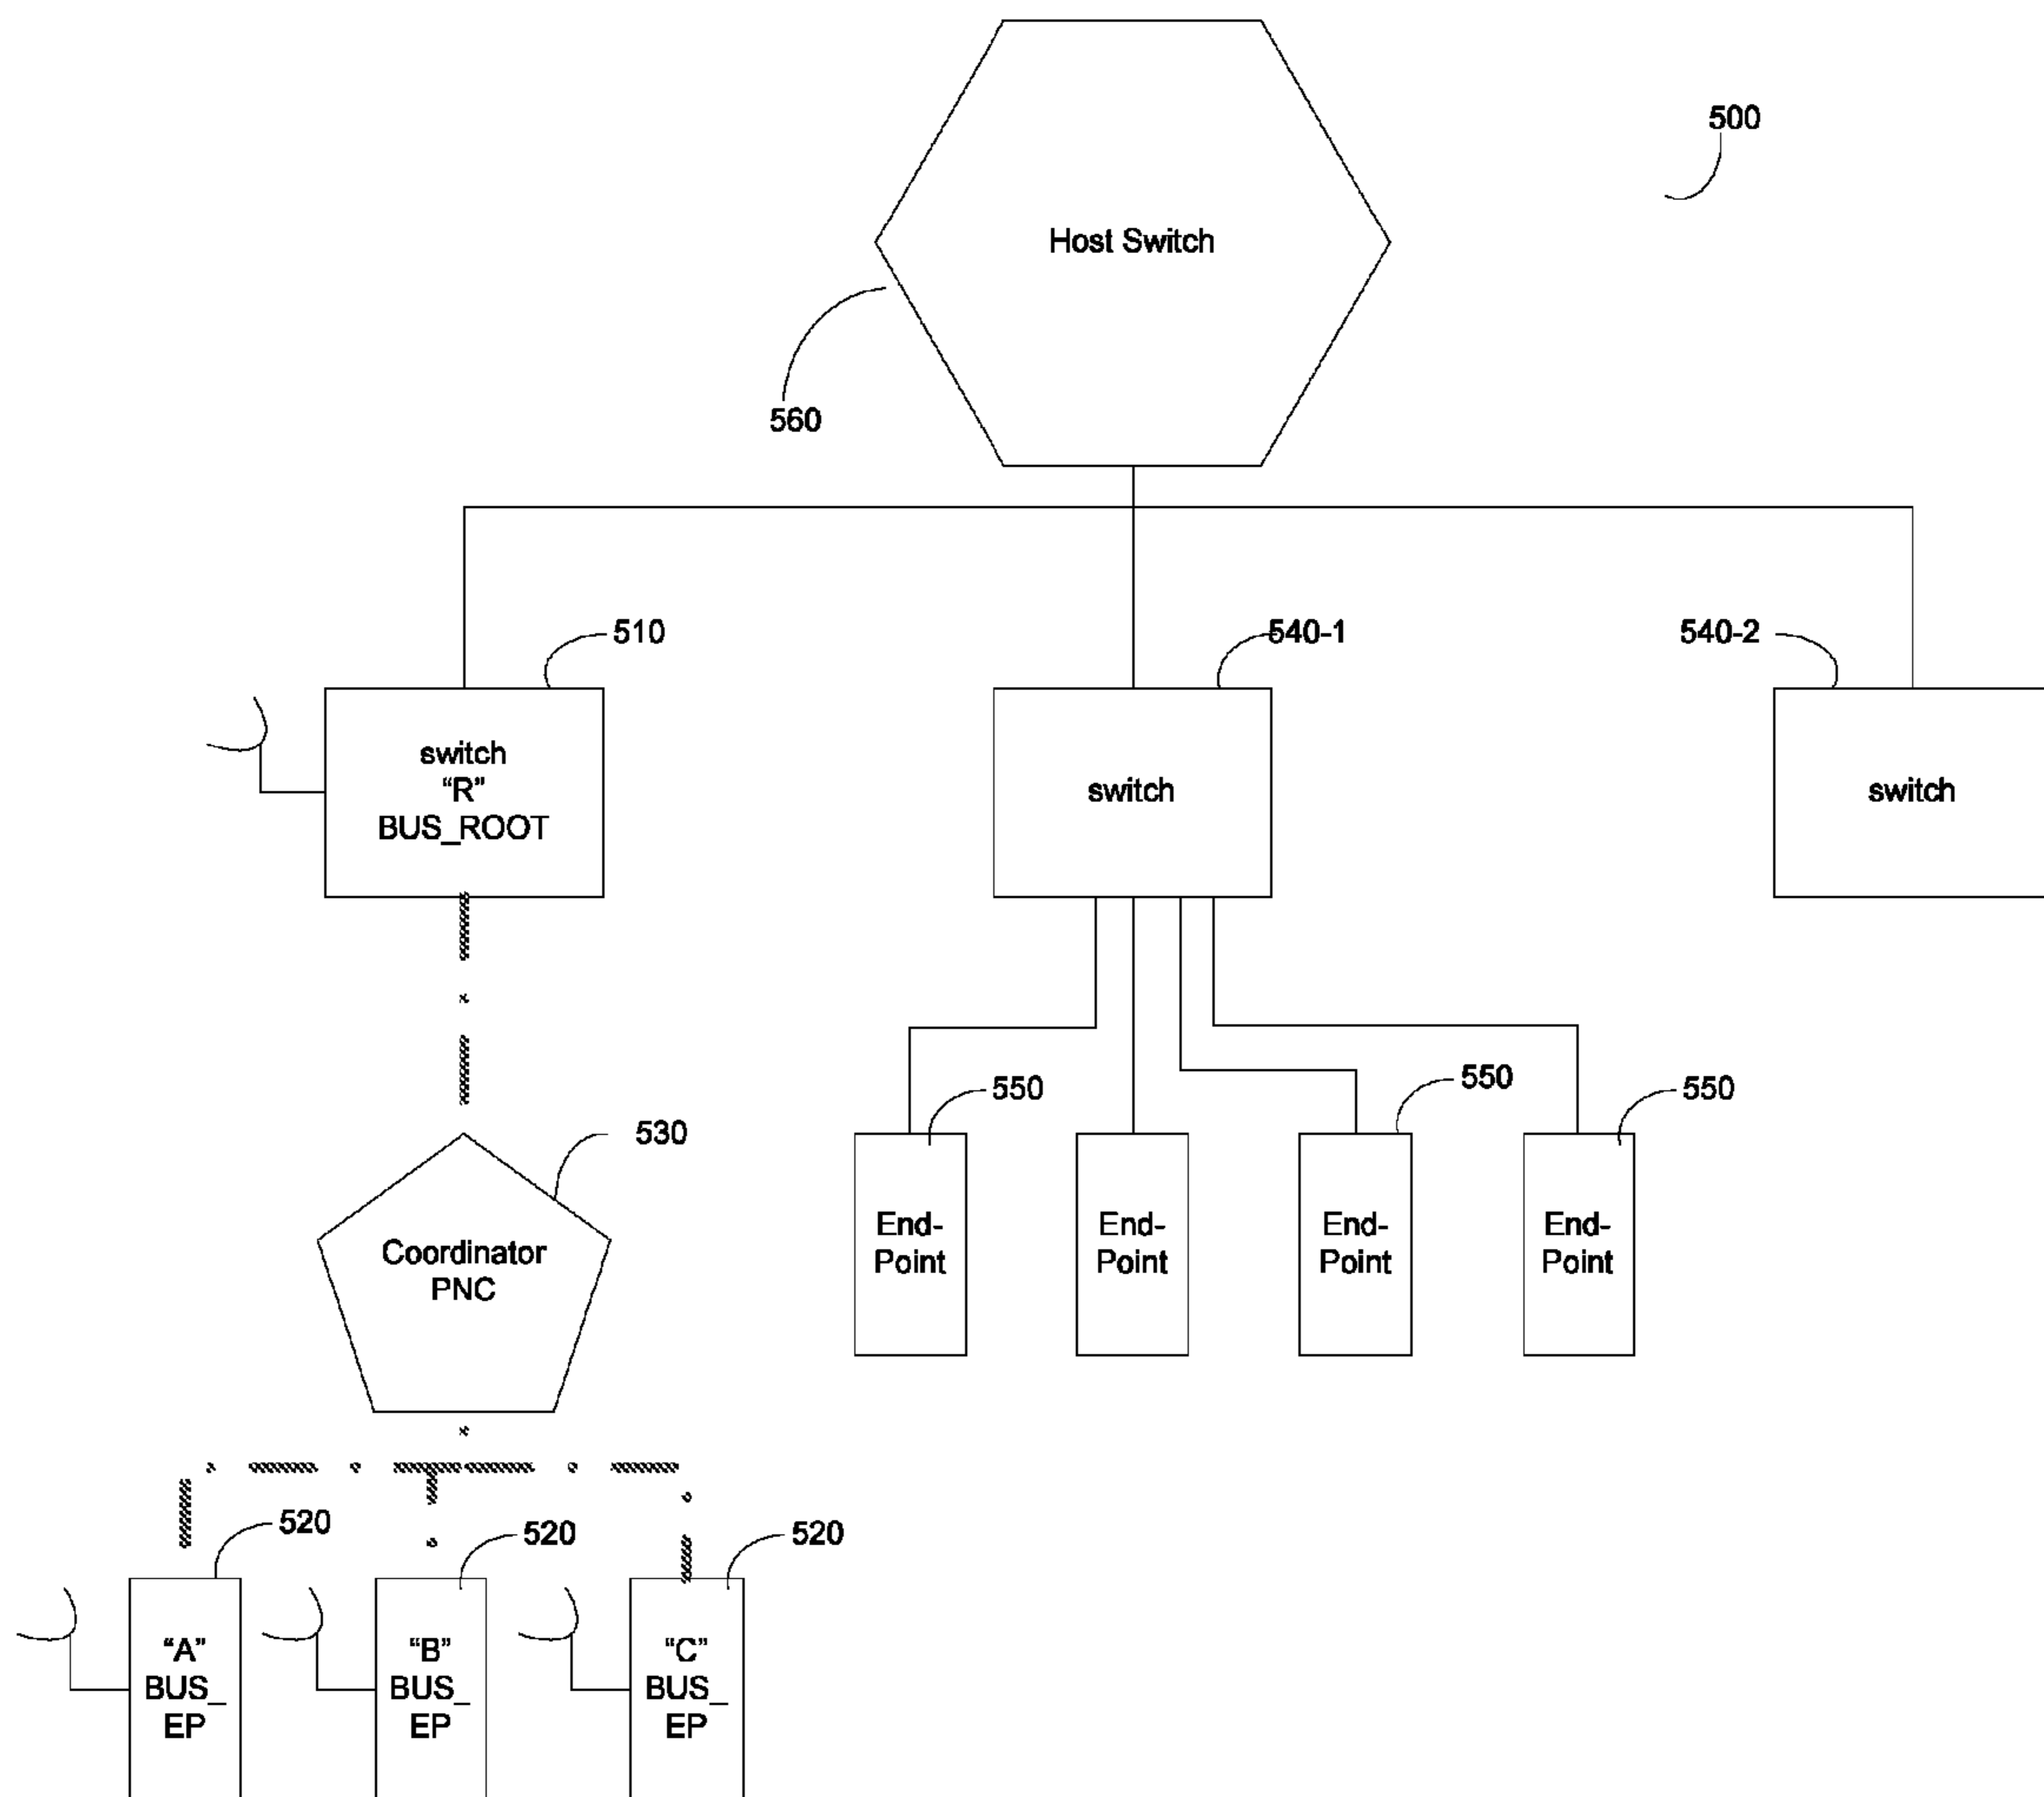 500
Host Switch
560
510
540-1
540-2
switch
“R”
BUS_ROOT
switch
switch
550
550
550
530
Coordinator
PNC
End-
Point
End-
Point
End-
Point
End-
Point
520
520
520
“A”
BUS_
EP
“B”
BUS_
EP
“C”
BUS_
EP